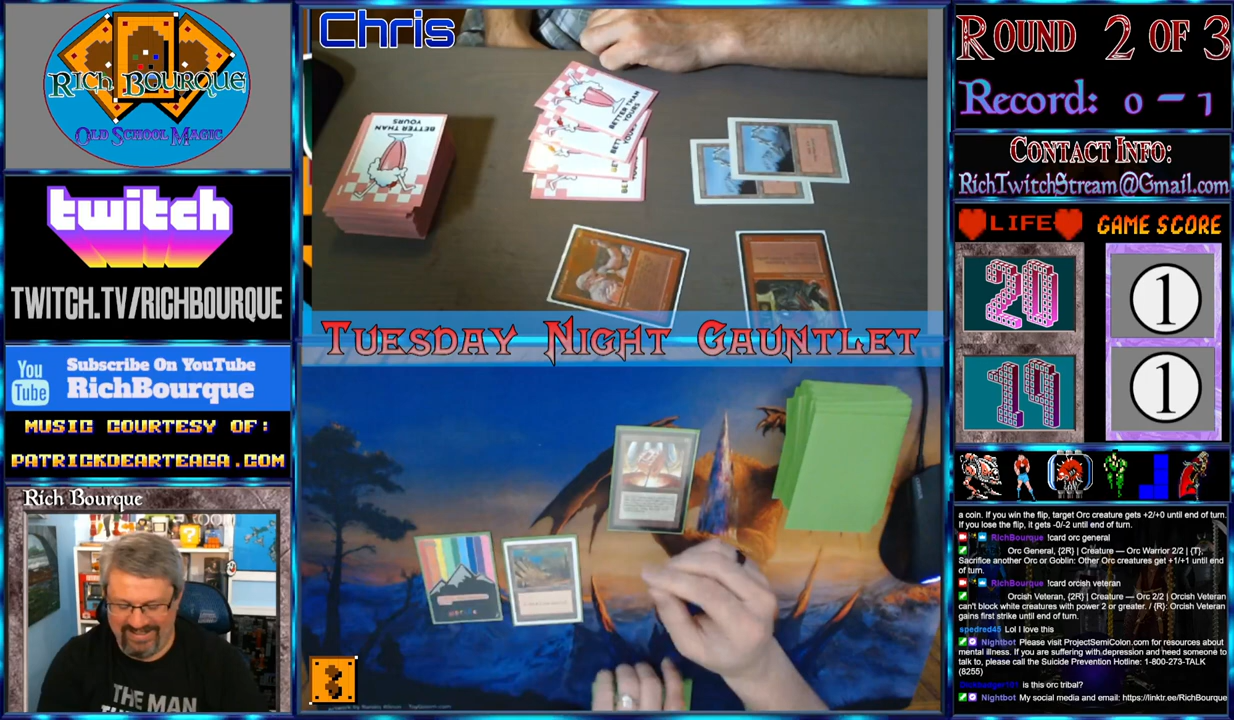 Rich Bourque
Old School Magic
twitch
TWITCH.TV/RICHBOURQUE
You
Tube
Subscribe On YouTube
RichBourque
MUSIC COURTESY OF:
PATRICKDEARTEAGA.COM
Rich Bourque
THE MAN
Chris
BETTER THAN
YOURS
BETTER THAN
YOURS
Tuesday Night Gauntlet
Round 2 of 3
Record: 0 - 1
Contact Info:
RichTwitchStream@Gmail.com
LIFE
GAME SCORE
20
1
19
1
a coin. If you win the flip, target Orc creature gets +2/+0 until end of turn.
If you lose the flip, it gets -0/-2 until end of turn.
RichBourque !card orc general
Orc General, {2R} | Creature — Orc Warrior 2/2 | {T},
Sacrifice another Orc or Goblin: Other Orc creatures get +1/+1 until end
of turn.
RichBourque !card orcish veteran
Orcish Veteran, {2R} | Creature — Orc 2/2 | Orcish Veteran
can't block white creatures with power 2 or greater. / {R}: Orcish Veteran
gains first strike until end of turn.
spedred45 Lol I love this
Nightbot Please visit ProjectSemiColon.com for resources about
mental illness. If you are suffering with depression and need someone to
talk to, please call the Suicide Prevention Hotline: 1-800-273-TALK
(8255)
is this orc tribal?
Nightbot My social media and email: https://linktr.ee/RichBourque